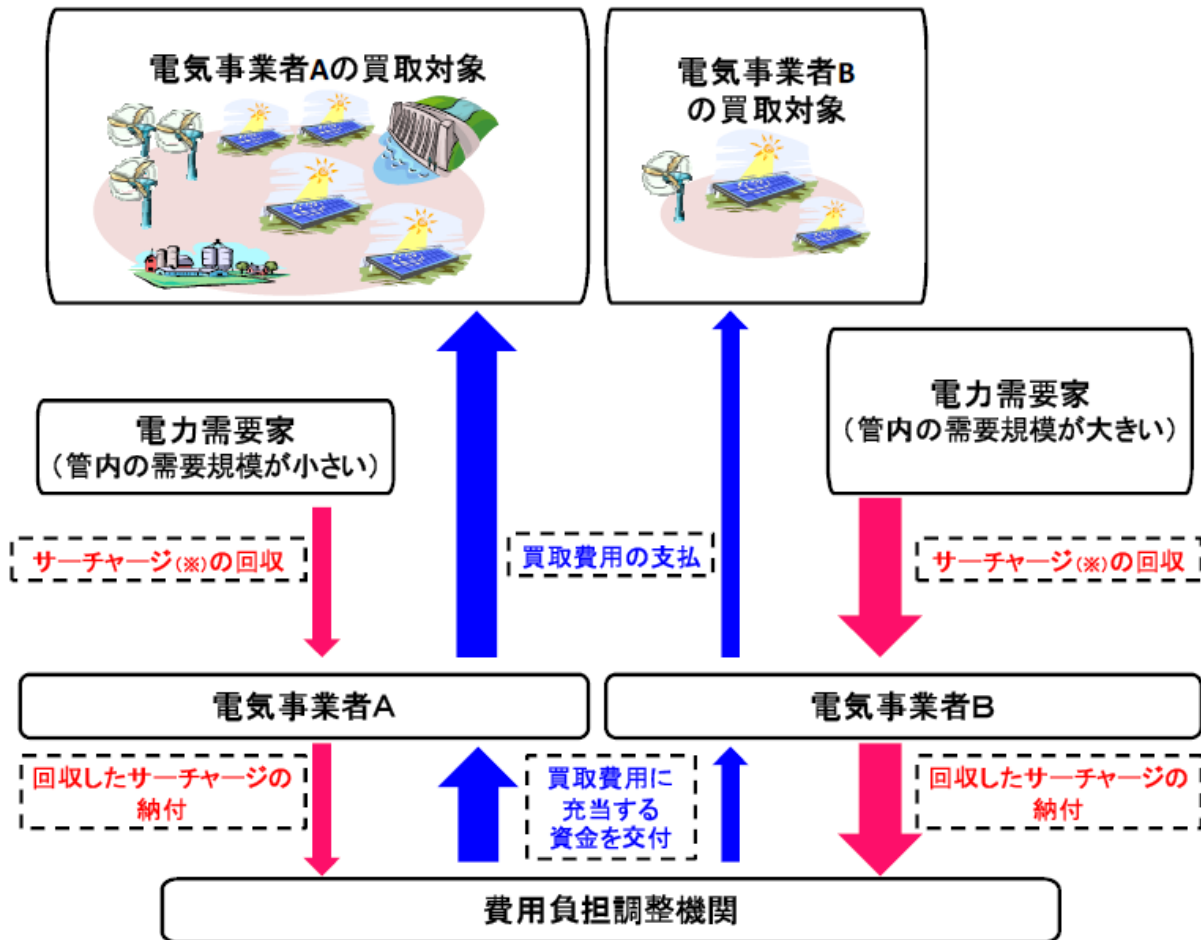 電気事業者Aの買取対象
電気事業者B
の買取対象
電力需要家
(管内の需要規模が小さい)
電力需要家
(管内の需要規模が大きい)
サーチャージ(※)の回収
買取費用の支払
サーチャージ(※)の回収
電気事業者A
電気事業者B
回収したサーチャージの
納付
買取費用に
充当する
資金を交付
回収したサーチャージの
納付
費用負担調整機関